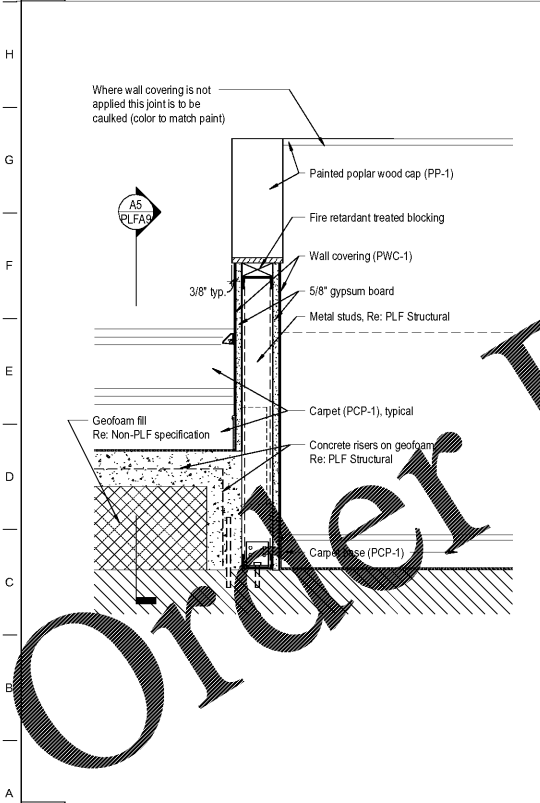 H
G
F
E
D
C
B
A
Where wall covering is not
applied this joint is to be
caulked (color to match paint)
Painted poplar wood cap (PP-1)
A5
PLFA9
Fire retardant treated blocking
Wall covering (PWC-1)
3/8" typ.
5/8" gypsum board
Metal studs, Re: PLF Structural
Carpet (PCP-1), typical
Geofoam fill
Re: Non-PLF specification
Concrete risers on geofoam
Re: PLF Structural
Carpet base (PCP-1)
Order